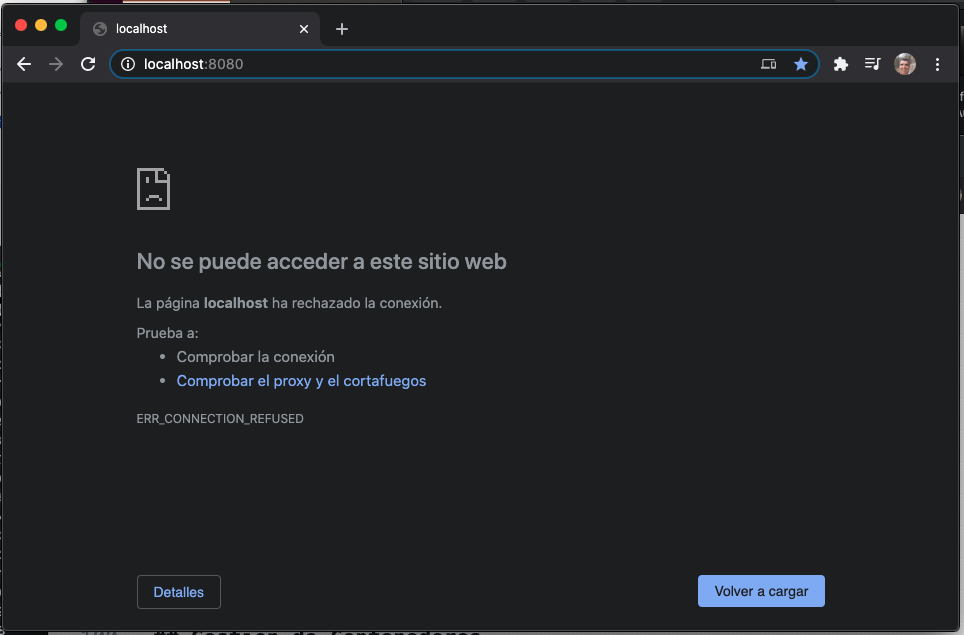 localhost
localhost:8080
No se puede acceder a este sitio web
La página localhost ha rechazado la conexión.
Prueba a:
Comprobar la conexión
Comprobar el proxy y el cortafuegos
ERR_CONNECTION_REFUSED
Detalles
Volver a cargar